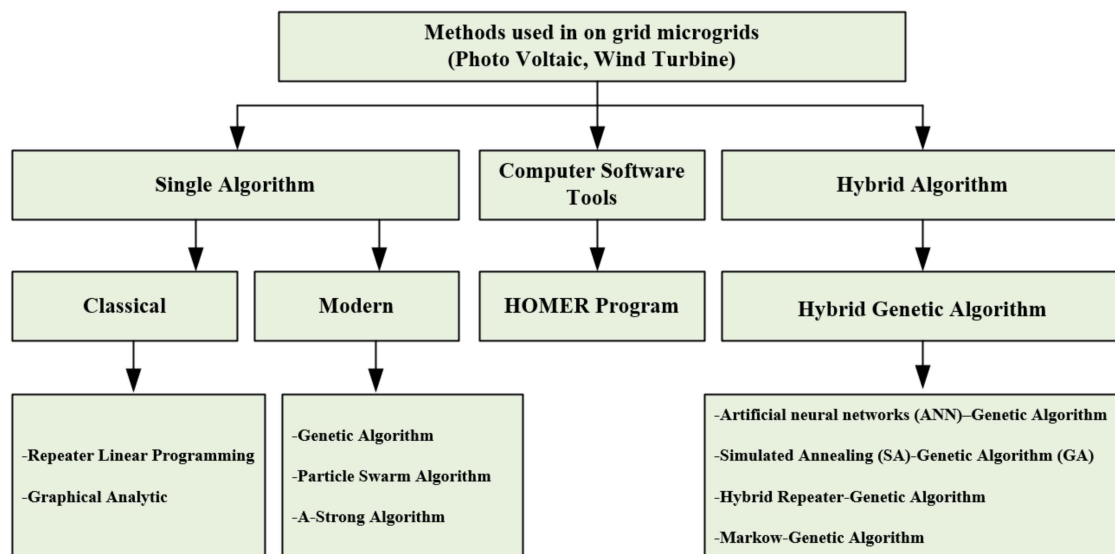 Methods used in on grid microgrids
(Photo Voltaic, Wind Turbine)
Single Algorithm
Computer Software
Tools
Hybrid Algorithm
Classical
Modern
HOMER Program
Hybrid Genetic Algorithm
-Repeater Linear Programming
-Graphical Analytic
-Genetic Algorithm
-Particle Swarm Algorithm
-A-Strong Algorithm
-Artificial neural networks (ANN)–Genetic Algorithm
-Simulated Annealing (SA)-Genetic Algorithm (GA)
-Hybrid Repeater-Genetic Algorithm
-Markow-Genetic Algorithm